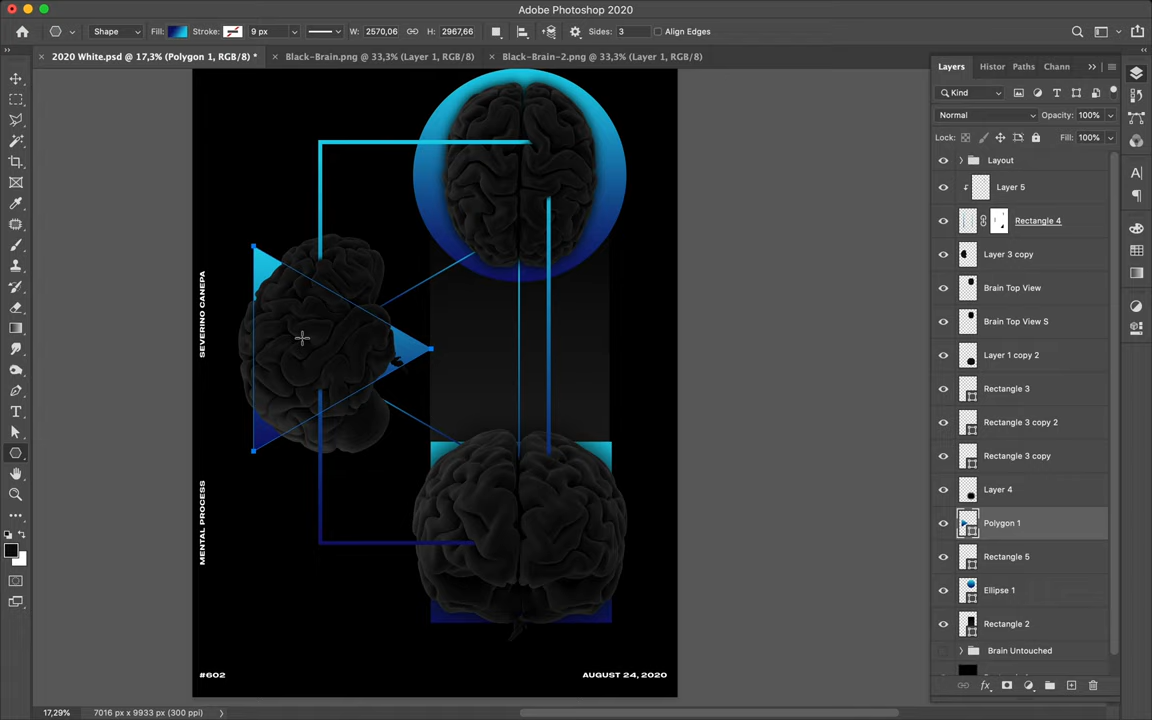 Adobe Photoshop 2020
Shape
Fill:
Stroke:
9 px
W: 2570,06
H: 2967,66
Sides: 3
Align Edges
2020 White.psd @ 17,3% (Polygon 1, RGB/8) *
Black-Brain.png @ 33,3% (Layer 1, RGB/8)
Black-Brain-2.png @ 33,3% (Layer 1, RGB/8)
Layers
Histor
Paths
Chann
Kind
Normal
Opacity: 100%
Lock:
Fill: 100%
Layout
Layer 5
Rectangle 4
Layer 3 copy
Brain Top View
Brain Top View S
Layer 1 copy 2
Rectangle 3
Rectangle 3 copy 2
Rectangle 3 copy
Layer 4
Polygon 1
Rectangle 5
Ellipse 1
Rectangle 2
Brain Untouched
SEVERINO CANEPA
MENTAL PROCESS
#602
AUGUST 24, 2020
17,29%
7016 px x 9933 px (300 ppi)